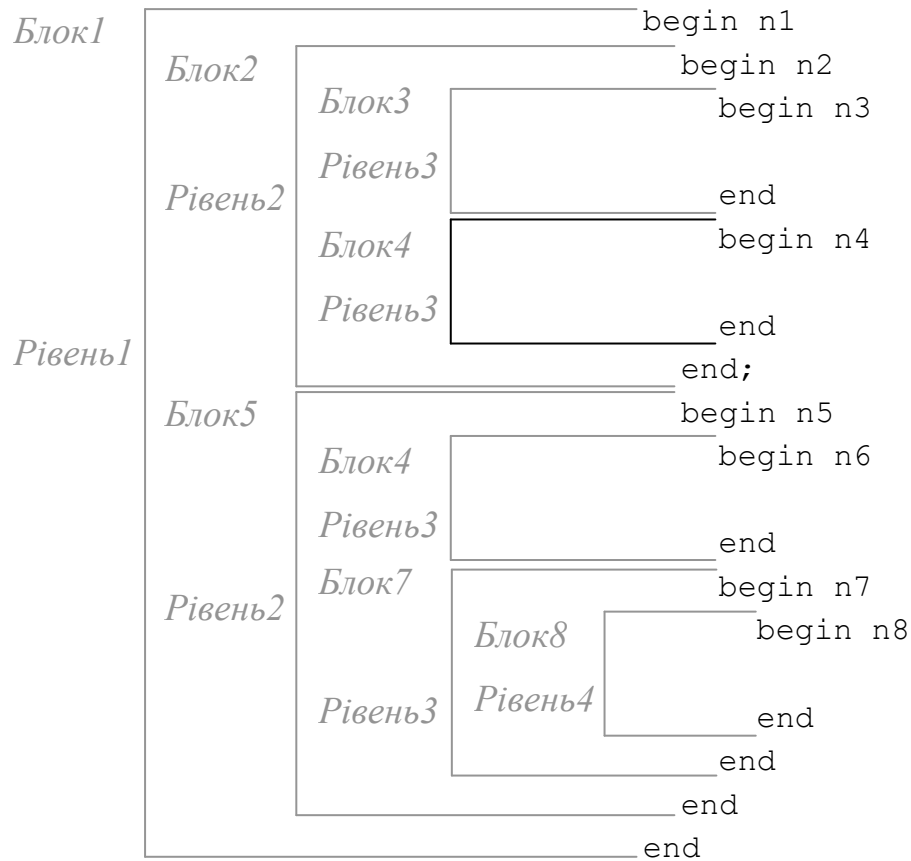 Блок1 begin n1
Блок2 begin n2
Блок3 begin n3
Рівень3
Рівень2 end
Блок4 begin n4
Рівень3
end
Рівень1
end;
Блок5 begin n5
Блок4 begin n6
Рівень3
end
Блок7 begin n7
Рівень2
Блок8 begin n8
Рівень3 Рівень4
end
end
end
end